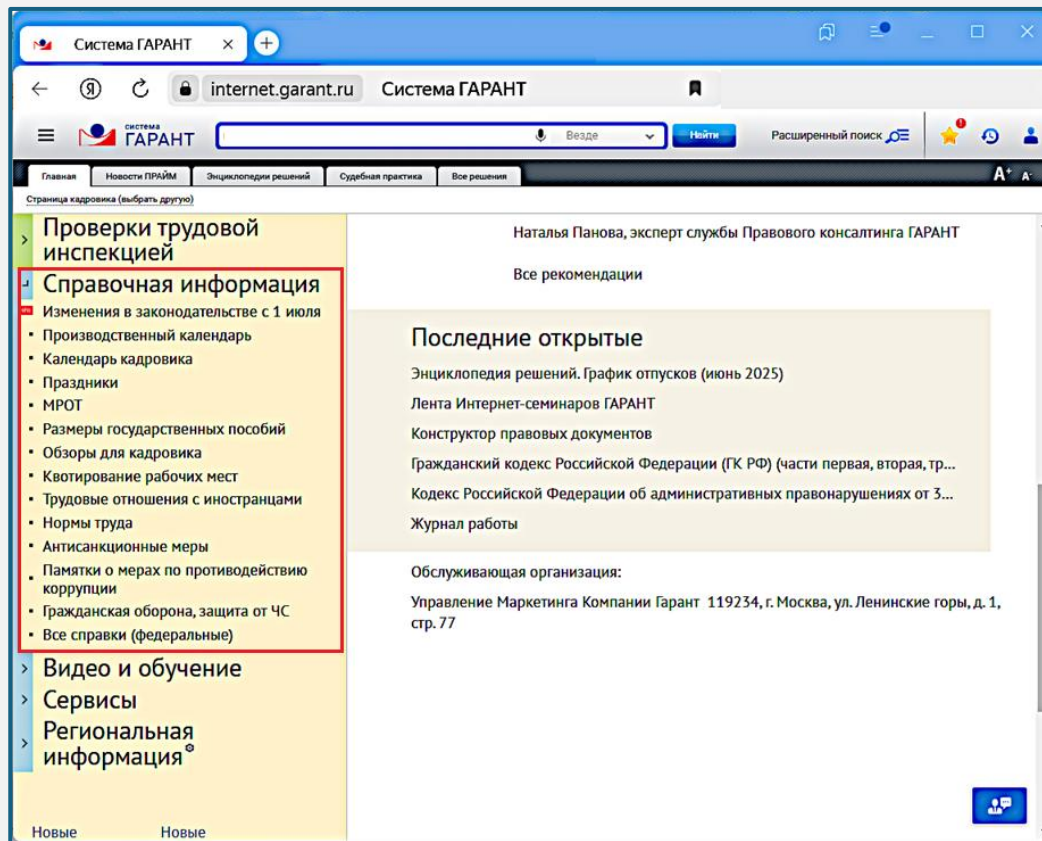 Система ГАРАНТ
internet.garant.ru Система ГАРАНТ
система
ГАРАНТ
Везде
Найти
Расширенный поиск
Главная
Новости ПРАЙМ
Энциклопедии решений
Судебная практика
Все решения
A+ A-
Страница кадровика (выбрать другую)
Проверки трудовой
инспекцией
Справочная информация
Изменения в законодательстве с 1 июля
Производственный календарь
Календарь кадровика
Праздники
МРОТ
Размеры государственных пособий
Обзоры для кадровика
Квотирование рабочих мест
Трудовые отношения с иностранцами
Нормы труда
Антисанкционные меры
Памятки о мерах по противодействию
коррупции
Гражданская оборона, защита от ЧС
Все справки (федеральные)
Видео и обучение
Сервисы
Региональная
информация
Новые Новые
Наталья Панова, эксперт службы Правового консалтинга ГАРАНТ
Все рекомендации
Последние открытые
Энциклопедия решений. График отпусков (июнь 2025)
Лента Интернет-семинаров ГАРАНТ
Конструктор правовых документов
Гражданский кодекс Российской Федерации (ГК РФ) (части первая, вторая, тр...
Кодекс Российской Федерации об административных правонарушениях от 3...
Журнал работы
Обслуживающая организация:
Управление Маркетинга Компании Гарант 119234, г. Москва, ул. Ленинские горы, д. 1,
стр. 77